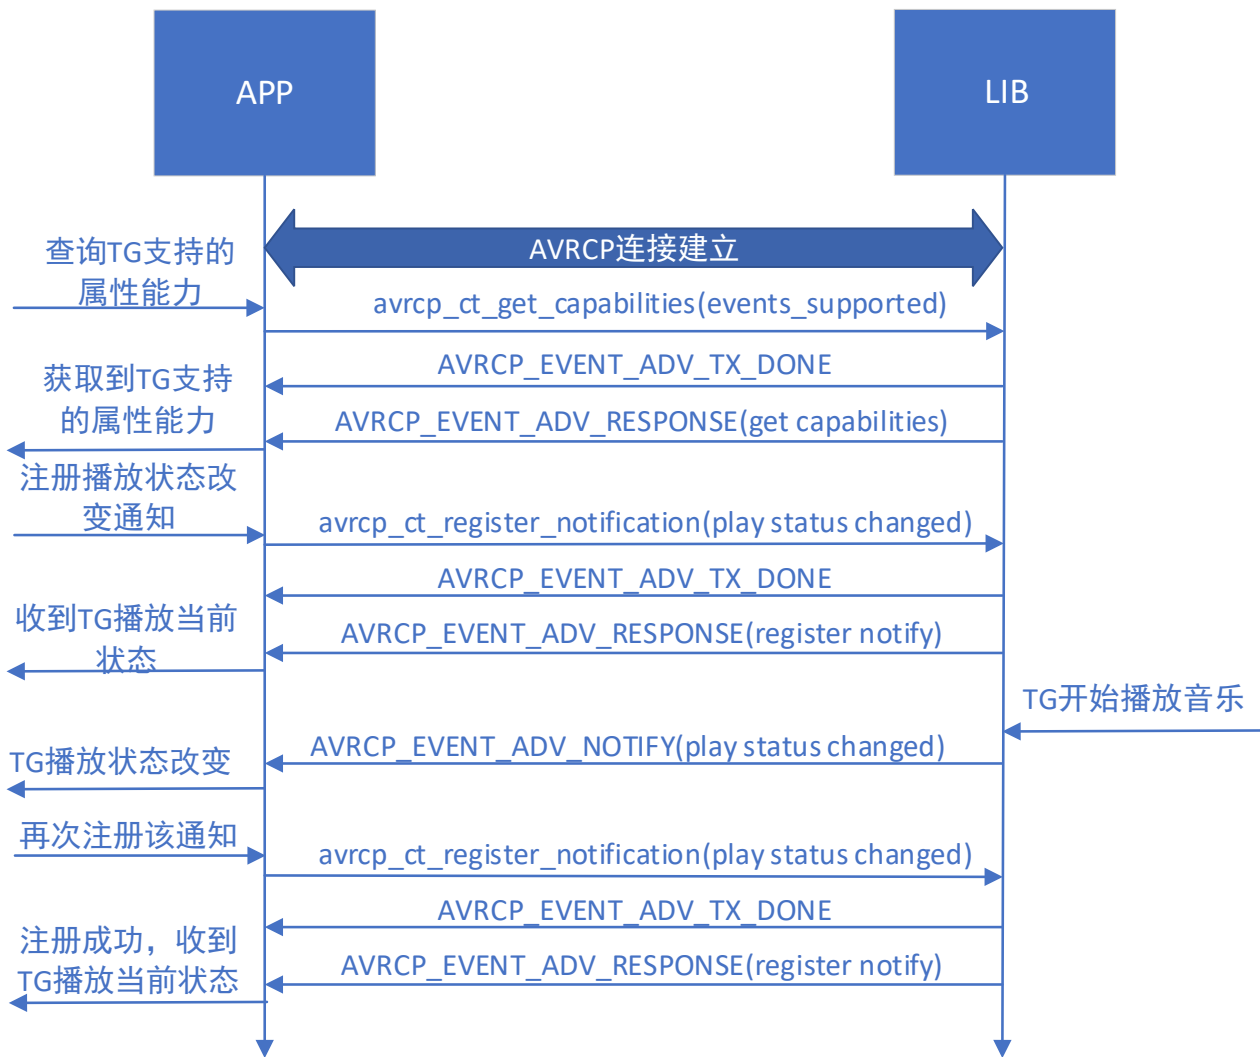 APP
LIB
AVRCP连接建立
查询TG支持的
属性能力
avrcp_ct_get_capabilities(events_supported)
AVRCP_EVENT_ADV_TX_DONE
获取到TG支持
的属性能力
AVRCP_EVENT_ADV_RESPONSE(get capabilities)
注册播放状态改
变通知
avrcp_ct_register_notification(play status changed)
AVRCP_EVENT_ADV_TX_DONE
收到TG播放当前
状态
AVRCP_EVENT_ADV_RESPONSE(register notify)
TG开始播放音乐
AVRCP_EVENT_ADV_NOTIFY(play status changed)
TG播放状态改变
再次注册该通知
avrcp_ct_register_notification(play status changed)
AVRCP_EVENT_ADV_TX_DONE
注册成功，收到
TG播放当前状态
AVRCP_EVENT_ADV_RESPONSE(register notify)